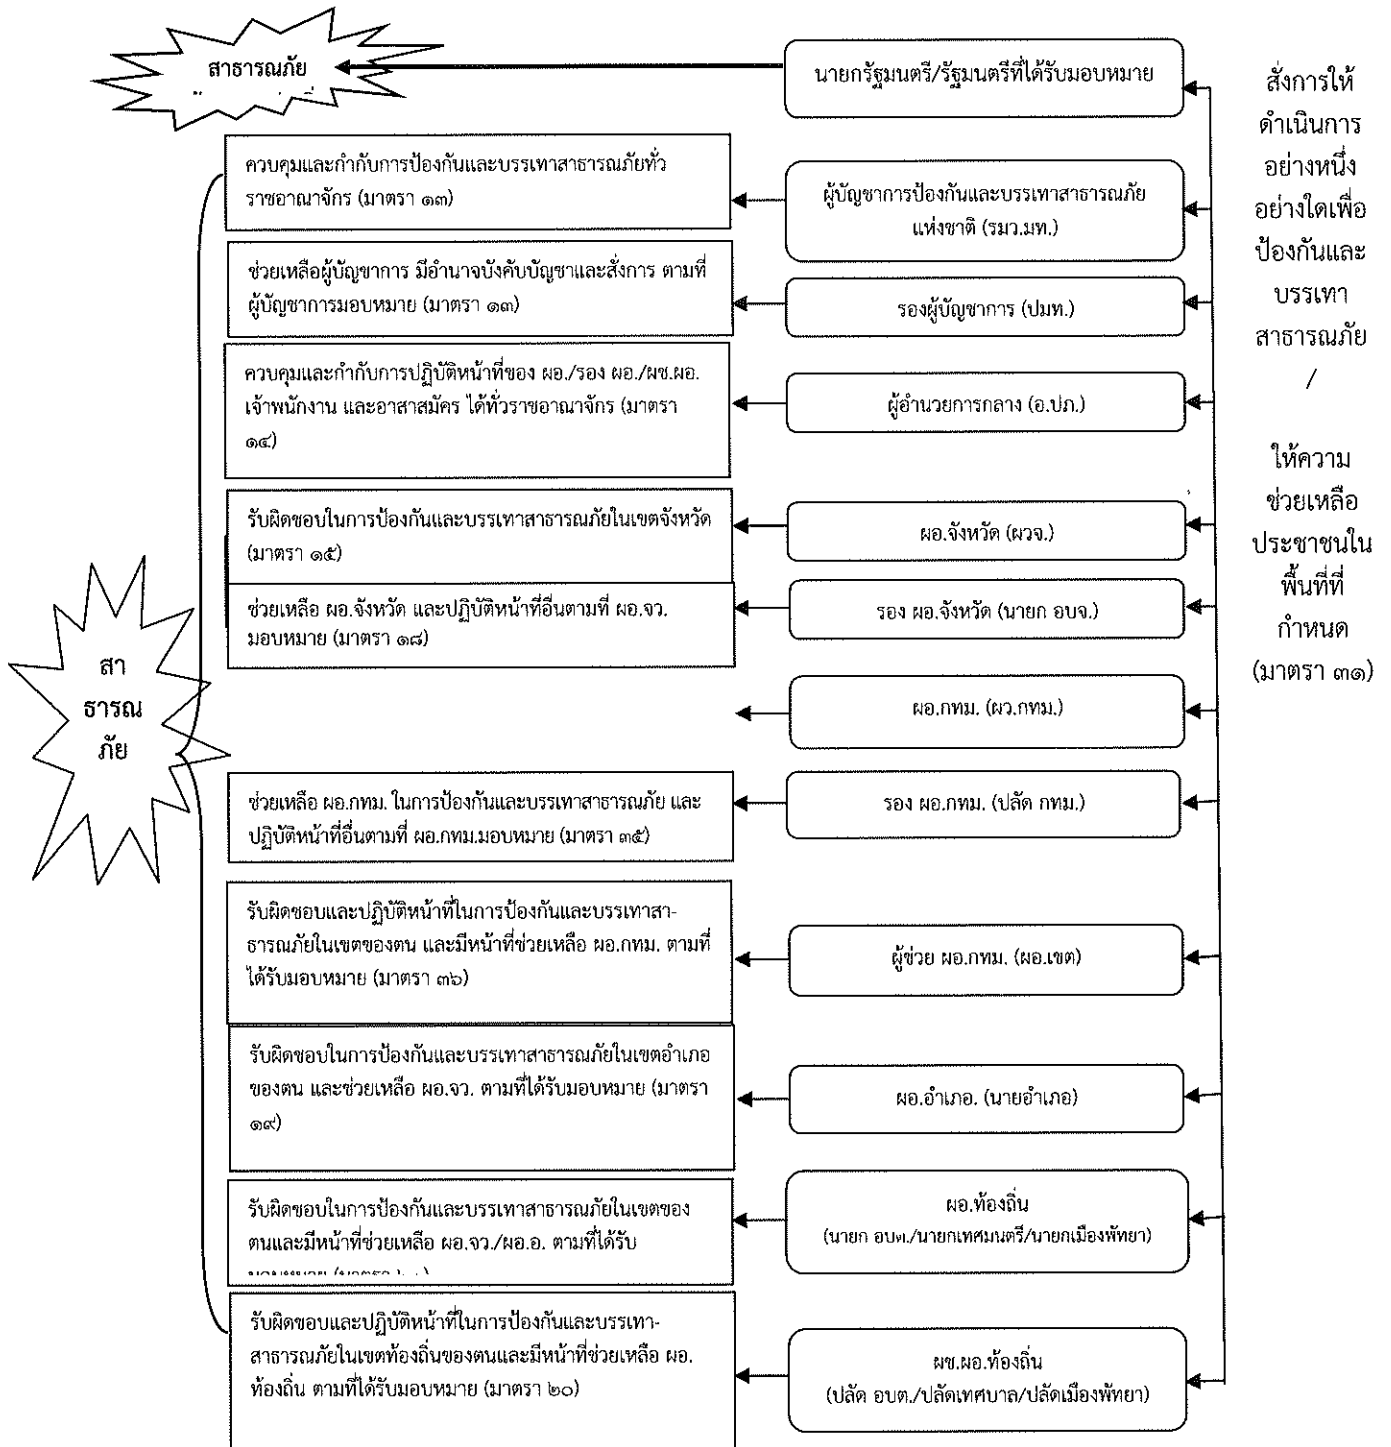 สาธารณภัย
นายกรัฐมนตรี/รัฐมนตรีที่ได้รับมอบหมาย
สั่งการให้
ดำเนินการ
อย่างหนึ่ง
อย่างใดเพื่อ
ป้องกันและ
บรรเทา
สาธารณภัย
/
ให้ความ
ช่วยเหลือ
ประชาชนใน
พื้นที่ที่
กำหนด
(มาตรา ๓๑)
ควบคุมและกำกับการป้องกันและบรรเทาสาธารณภัยทั่ว
ราชอาณาจักร (มาตรา ๑๓)
ผู้บัญชาการป้องกันและบรรเทาสาธารณภัย
แห่งชาติ (รมว.มท.)
ช่วยเหลือผู้บัญชาการ มีอำนาจบังคับบัญชาและสั่งการ ตามที่
ผู้บัญชาการมอบหมาย (มาตรา ๑๓)
รองผู้บัญชาการ (ปมท.)
ควบคุมและกำกับการปฏิบัติหน้าที่ของ ผอ./รอง ผอ./ผช.ผอ.
เจ้าพนักงาน และอาสาสมัคร ได้ทั่วราชอาณาจักร (มาตรา
๑๔)
ผู้อำนวยการกลาง (อ.ปภ.)
รับผิดชอบในการป้องกันและบรรเทาสาธารณภัยในเขตจังหวัด
(มาตรา ๑๕)
ผอ.จังหวัด (ผวจ.)
ช่วยเหลือ ผอ.จังหวัด และปฏิบัติหน้าที่อื่นตามที่ ผอ.จว.
มอบหมาย (มาตรา ๑๘)
รอง ผอ.จังหวัด (นายก อบจ.)
สา
ธารณ
ภัย
ผอ.กทม. (ผว.กทม.)
ช่วยเหลือ ผอ.กทม. ในการป้องกันและบรรเทาสาธารณภัย และ
ปฏิบัติหน้าที่อื่นตามที่ ผอ.กทม.มอบหมาย (มาตรา ๓๕)
รอง ผอ.กทม. (ปลัด กทม.)
รับผิดชอบและปฏิบัติหน้าที่ในการป้องกันและบรรเทาสา-
ธารณภัยในเขตของตน และมีหน้าที่ช่วยเหลือ ผอ.กทม. ตามที่
ได้รับมอบหมาย (มาตรา ๓๖)
ผู้ช่วย ผอ.กทม. (ผอ.เขต)
รับผิดชอบในการป้องกันและบรรเทาสาธารณภัยในเขตอำเภอ
ของตน และช่วยเหลือ ผอ.จว. ตามที่ได้รับมอบหมาย (มาตรา
๑๙)
ผอ.อำเภอ. (นายอำเภอ)
รับผิดชอบในการป้องกันและบรรเทาสาธารณภัยในเขตของ
ตนและมีหน้าที่ช่วยเหลือ ผอ.จว./ผอ.อ. ตามที่ได้รับ
ผอ.ท้องถิ่น
(นายก อบต./นายกเทศมนตรี/นายกเมืองพัทยา)
รับผิดชอบและปฏิบัติหน้าที่ในการป้องกันและบรรเทา-
สาธารณภัยในเขตท้องถิ่นของตนและมีหน้าที่ช่วยเหลือ ผอ.
ท้องถิ่น ตามที่ได้รับมอบหมาย (มาตรา ๒๐)
ผช.ผอ.ท้องถิ่น
(ปลัด อบต./ปลัดเทศบาล/ปลัดเมืองพัทยา)